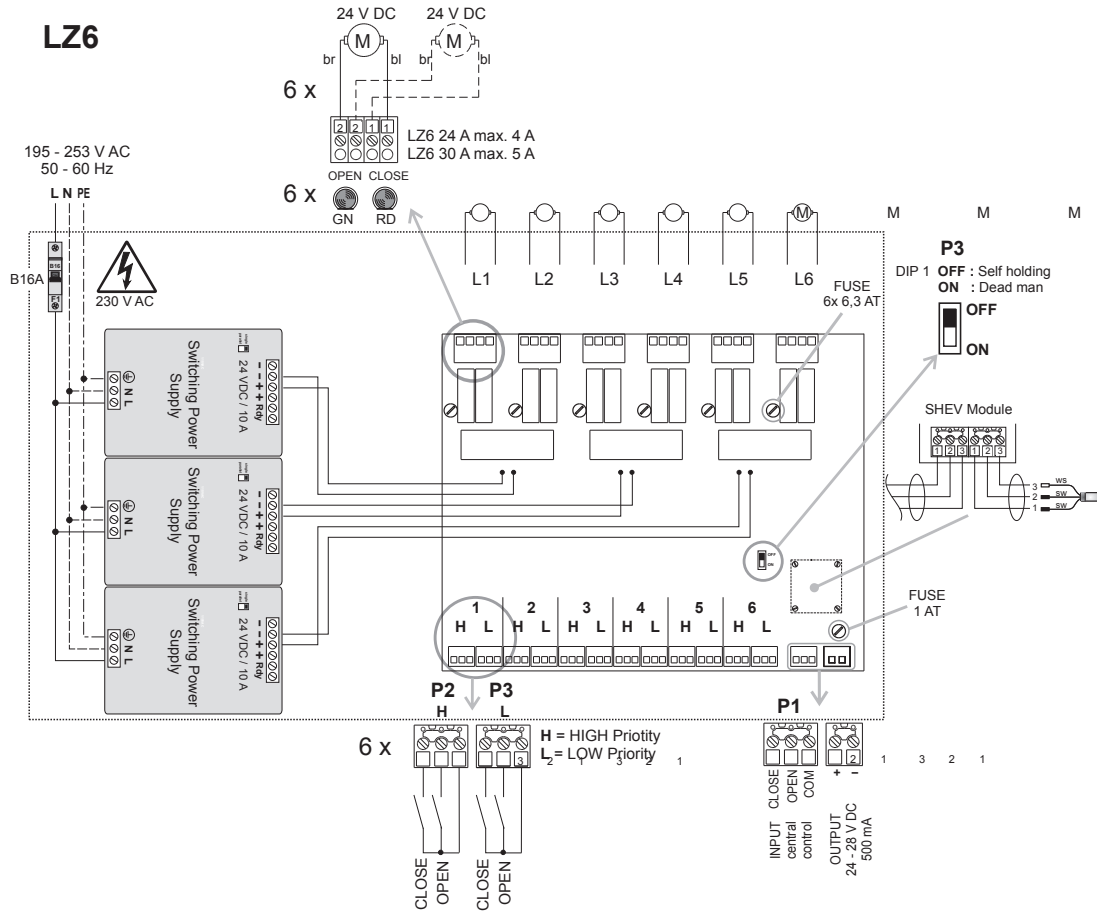 LZ6
24 V DC 24 V DC
M M
br bl br bl
6 x
2 2 1 1
LZ6 24 A max. 4 A
LZ6 30 A max. 5 A
OPEN CLOSE
6 x
GN RD
195 - 253 V AC
50 - 60 Hz
L N PE
B16A
B16
F1
230 V AC
M M M M
L1 L2 L3 L4 L5 L6
FUSE
6x 6,3 AT
P3
DIP 1 OFF : Self holding
ON : Dead man
OFF
ON
SHEV Module
1 2 3 1 2 3
3 ws
2 sw
1 sw
Switching Power
Supply
24 VDC / 10 A
- - + + Rdy
N L
Switching Power
Supply
24 VDC / 10 A
- - + + Rdy
N L
Switching Power
Supply
24 VDC / 10 A
- - + + Rdy
N L
OFF
ON
FUSE
1 AT
1 2 3 4 5 6
H L H L H L H L H L H L
P2 P3
H L
6 x
H = HIGH Priotity
L = LOW Priority
3 2 1 3 2 1
P1
2 1 3 2 1
CLOSE
OPEN
COM
+ -
INPUT
central
control
OUTPUT
24 - 28 V DC
500 mA
CLOSE
OPEN
CLOSE
OPEN